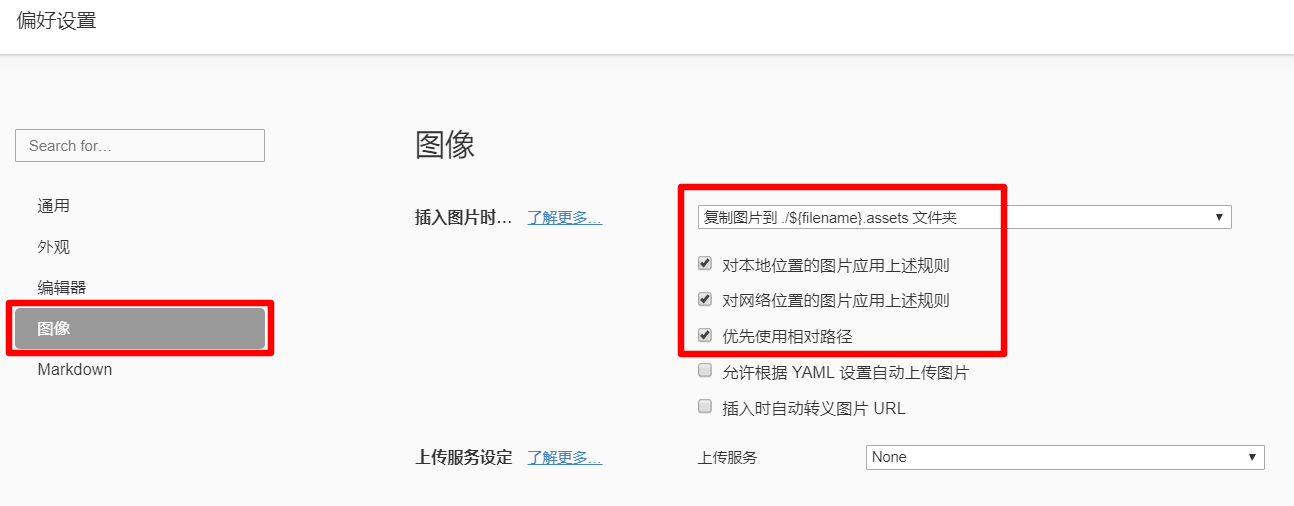 偏好设置
Search for...
通用
外观
编辑器
图像
Markdown
图像
插入图片时... 了解更多... 复制图片到 ./${filename}.assets 文件夹
对本地位置的图片应用上述规则
对网络位置的图片应用上述规则
优先使用相对路径
允许根据 YAML 设置自动上传图片
插入时自动转义图片 URL
上传服务设定 了解更多... 上传服务 None